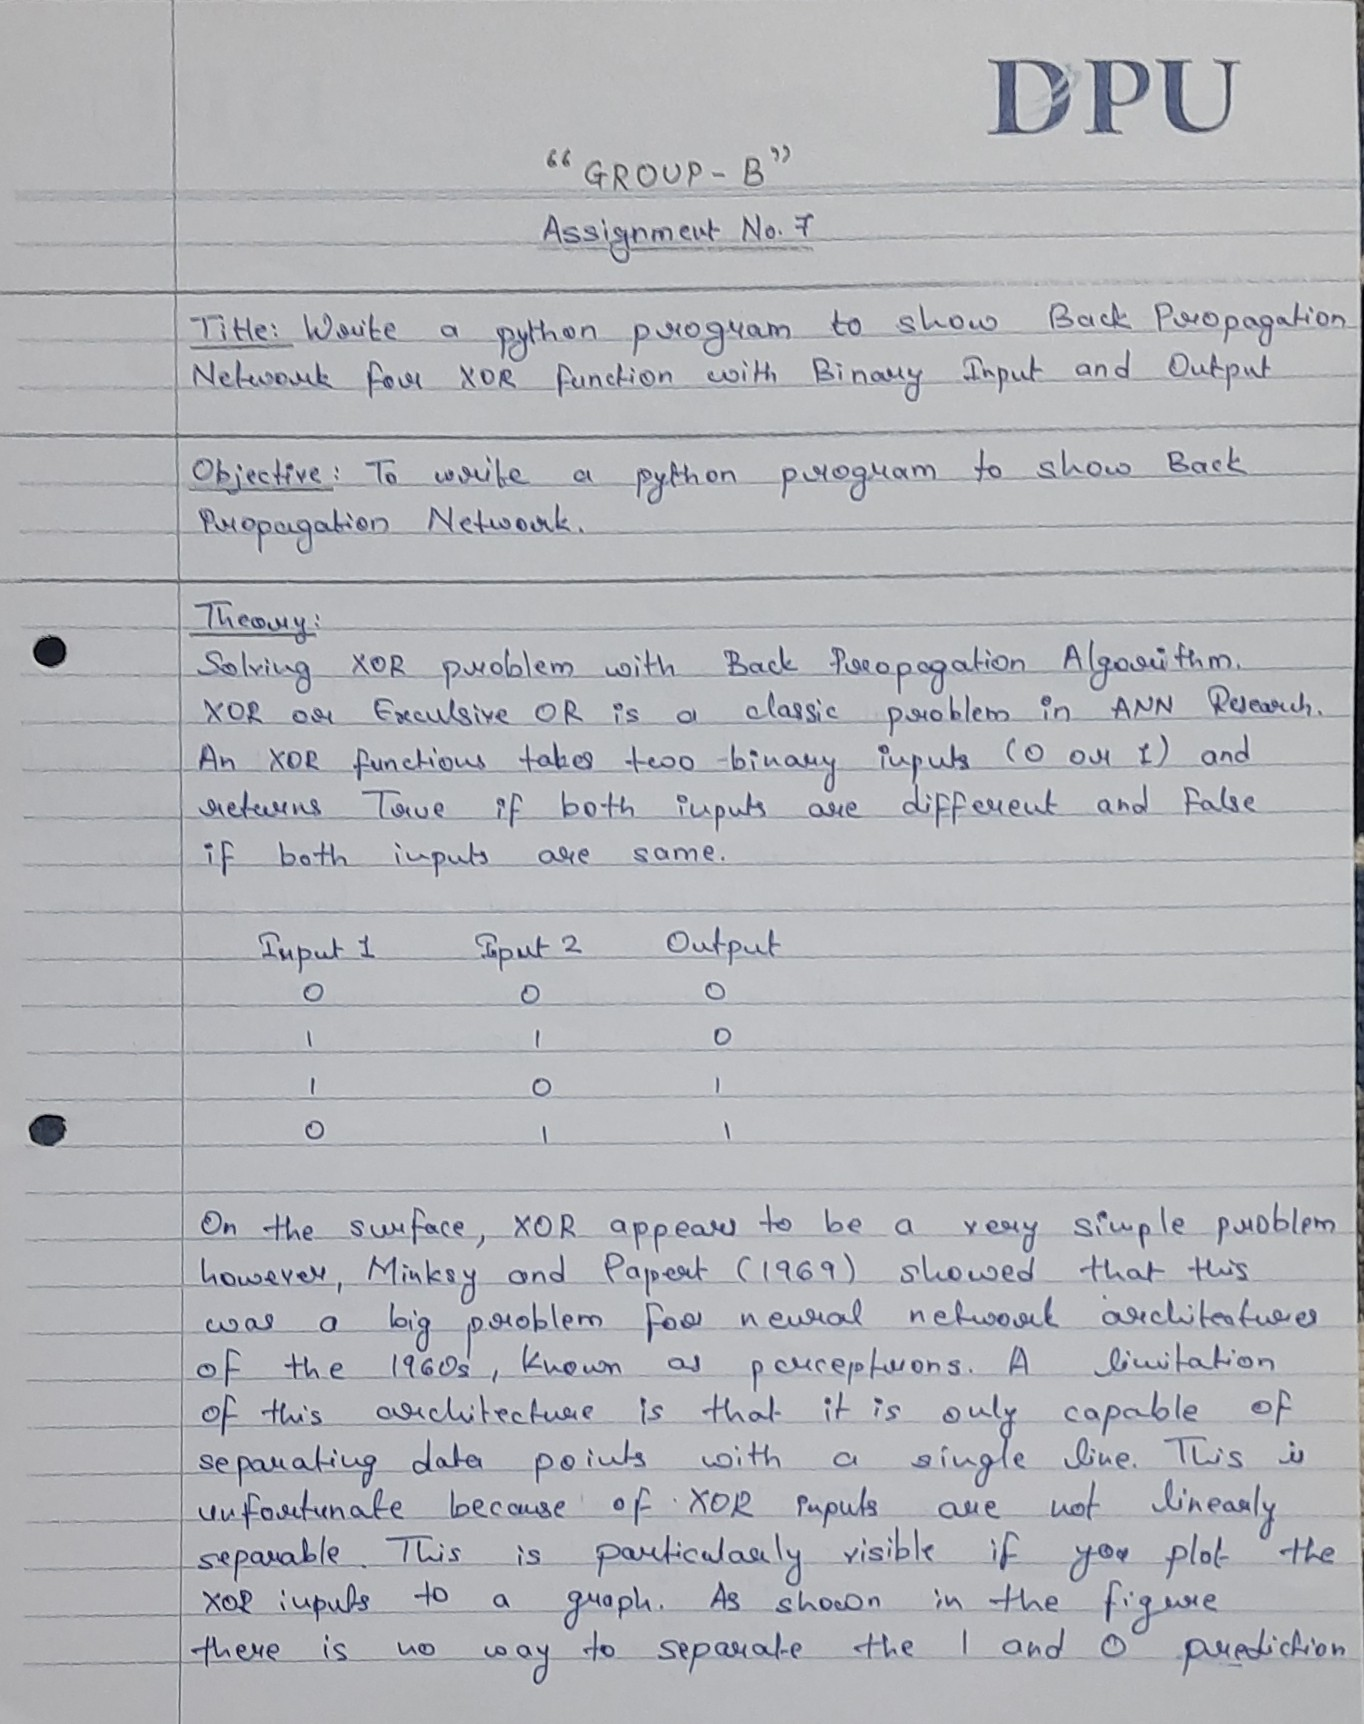 DPU
“GROUP-B”
Assignment No. 7
Title: Write a python program to show Back Propagation
Network for XOR function with Binary Input and Output
Objective: To write a python program to show Back
Propagation Network.
Theory:
Solving XOR problem with Back Propogation Algorithm.
XOR or Exculsive OR is a classic problem in ANN Research.
An XOR functions takes two binary inputs (0 or 1) and
returns True if both inputs are different and False
if both inputs are same.
Input 1 Iput 2 Output
0 0 0
1 1 0
1 0 1
0 1 1
On the surface, XOR appears to be a very simple problem
however, Minksy and Papert (1969) showed that this
was a big problem for neural network architectures
of the 1960s, known as perceptrons. A limitation
of this architecture is that it is only capable of
separating data points with a single line. This is
unfortunate because of XOR inputs are not linearly
separable. This is particularly visible if you plot the
XOR inputs to a graph. As shown in the figure
there is no way to separate the 1 and 0 prediction